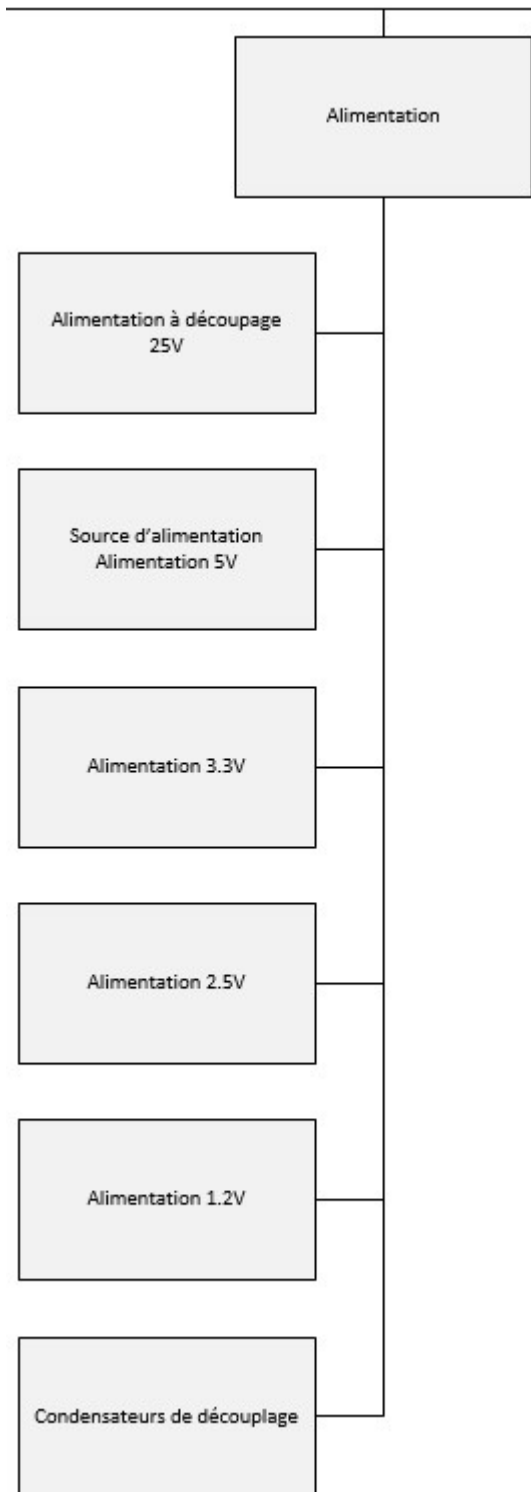 Alimentation
Alimentation à découpage
25V
Source d’alimentation
Alimentation 5V
Alimentation 3.3V
Alimentation 2.5V
Alimentation 1.2V
Condensateurs de découplage